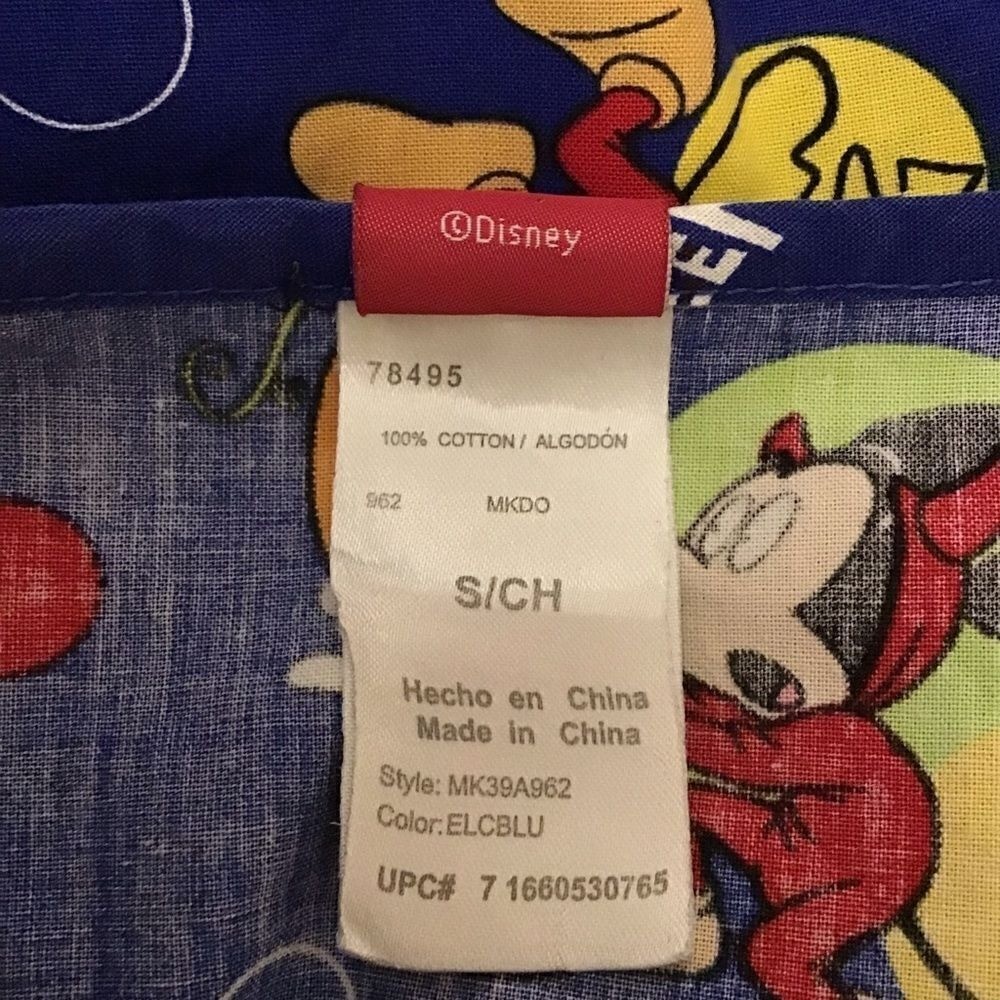 ©Disney
78495
100% COTTON / ALGODÓN
962 MKDO
S/CH
Hecho en China
Made in China
Style: MK39A962
Color:ELCBLU
UPC# 7 1660530765